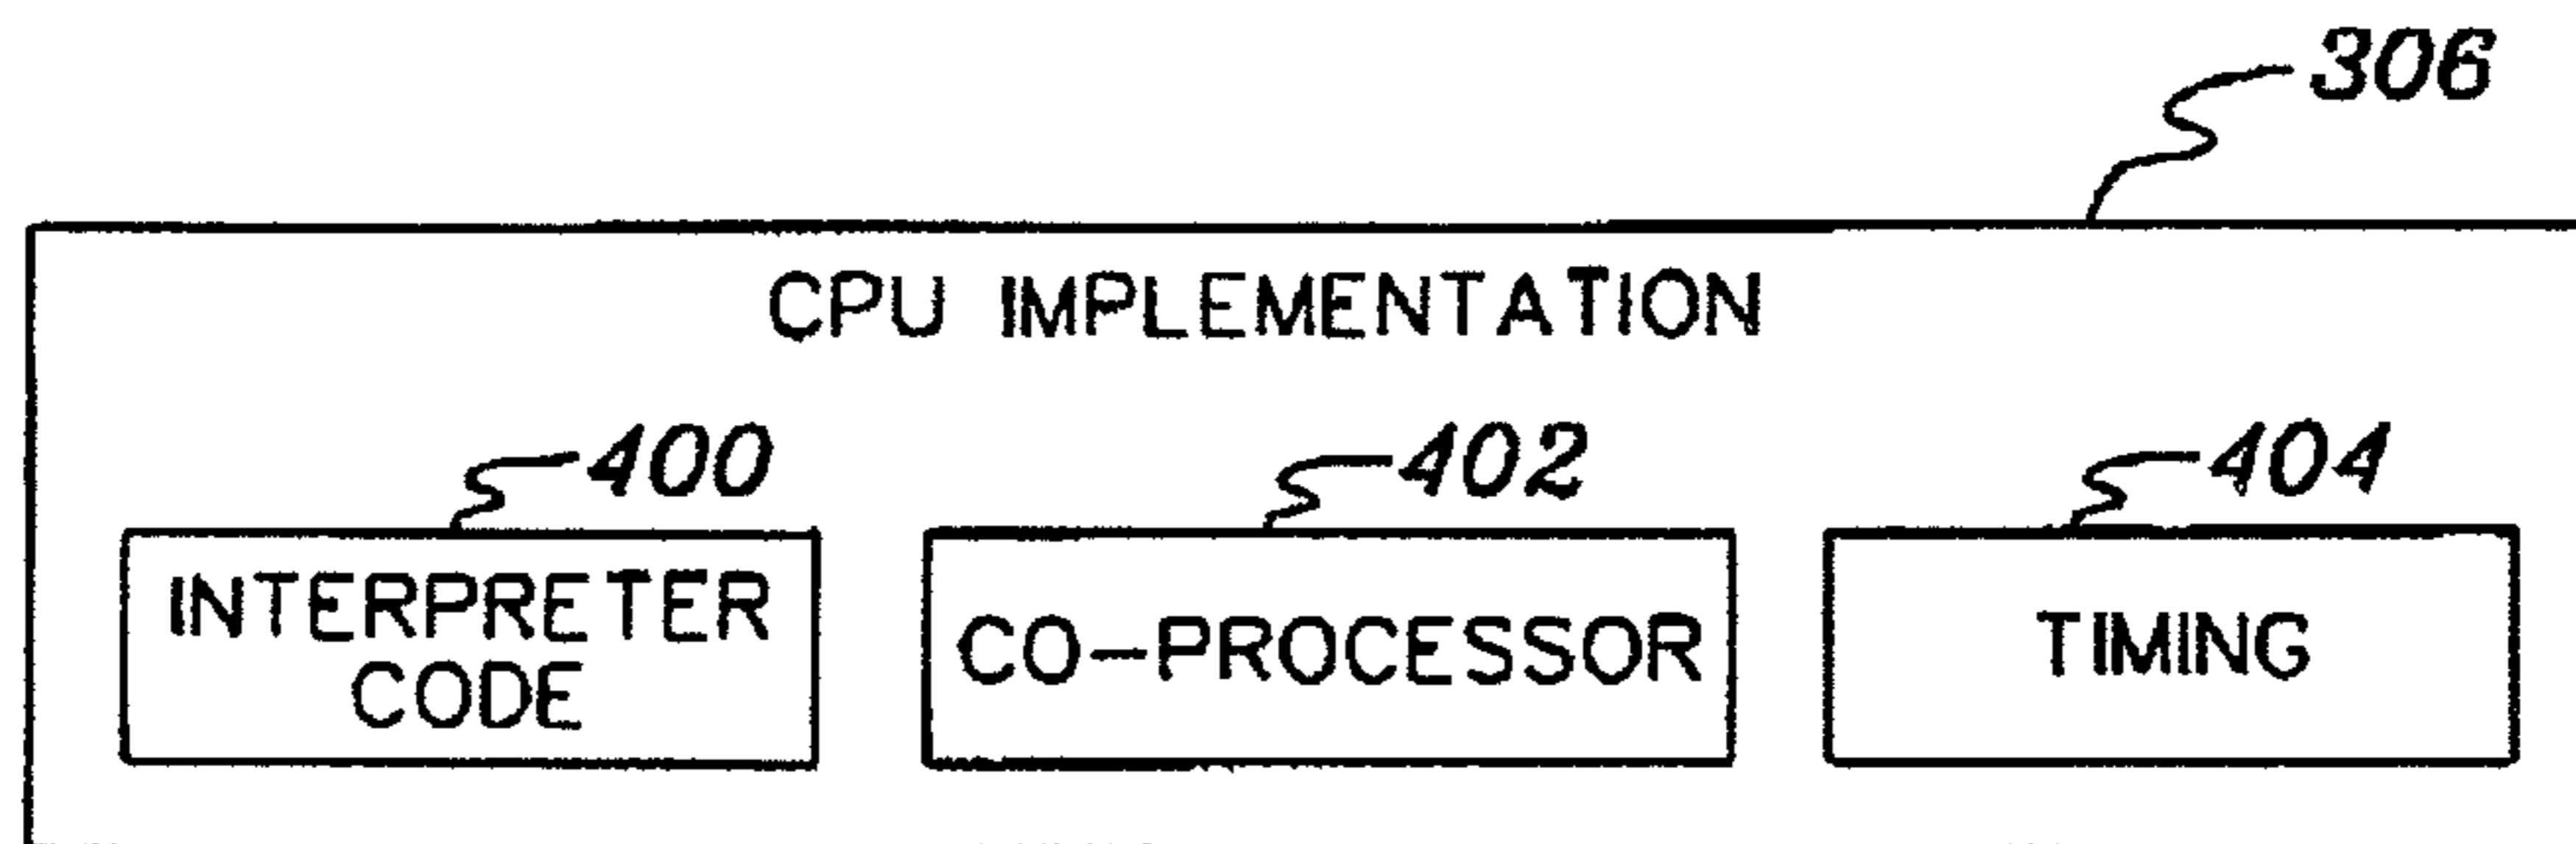 306
CPU IMPLEMENTATION
400
402
404
INTERPRETER
CODE
CO-PROCESSOR
TIMING